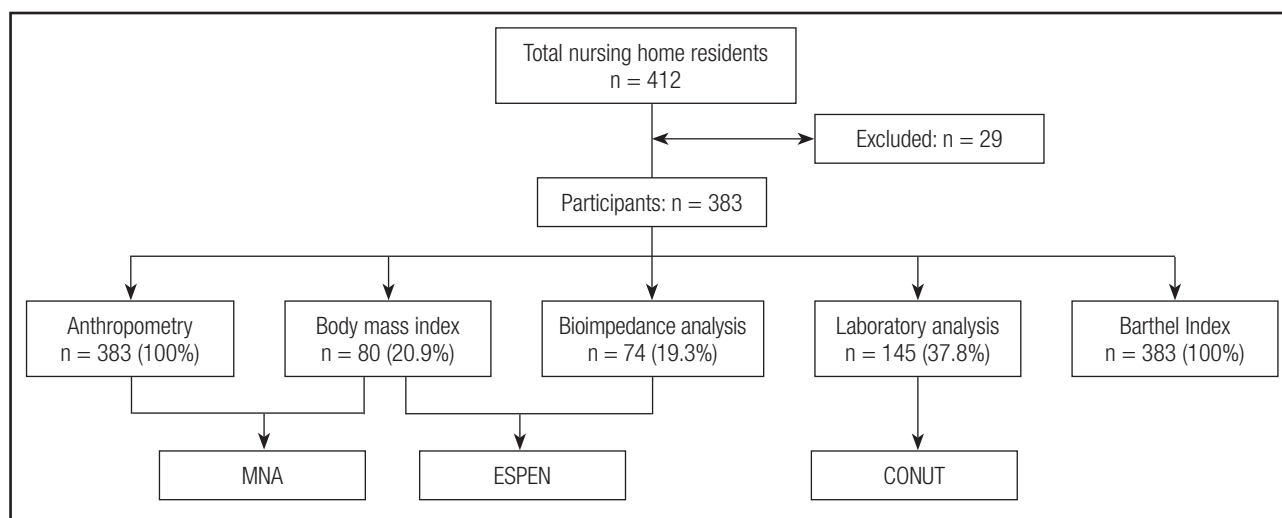 Total nursing home residents
n = 412
Excluded: n = 29
Participants: n = 383
Anthropometry
n = 383 (100%)
Body mass index
n = 80 (20.9%)
Bioimpedance analysis
n = 74 (19.3%)
Laboratory analysis
n = 145 (37.8%)
Barthel Index
n = 383 (100%)
MNA
ESPEN
CONUT